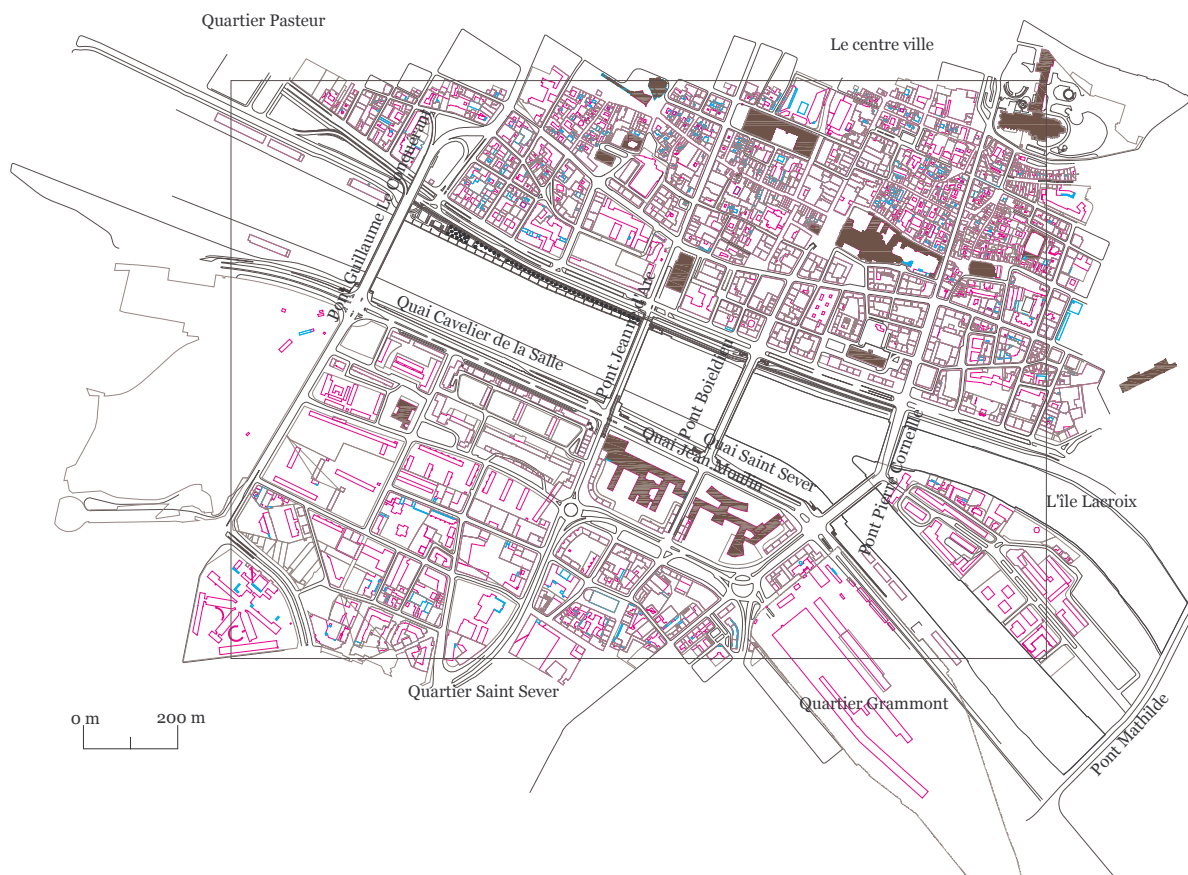 Quartier Pasteur
Le centre ville
Pont Guillaume Le Conquérant
Quai Cavelier de la Salle
Pont Jeanne d'Arc
Pont Boieldieu
Quai Saint Sever
Quai Jean Moulin
Pont Pierre Corneille
L'île Lacroix
Quartier Saint Sever
Quartier Grammont
Pont Mathilde
0 m
200 m